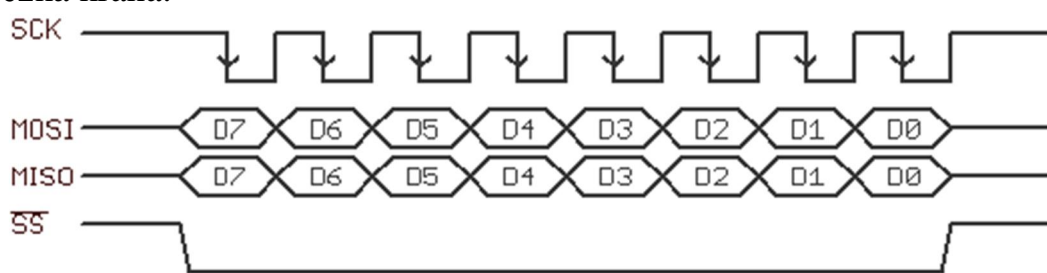 SCK
MOSI D7 D6 D5 D4 D3 D2 D1 D0
MISO D7 D6 D5 D4 D3 D2 D1 D0
SS